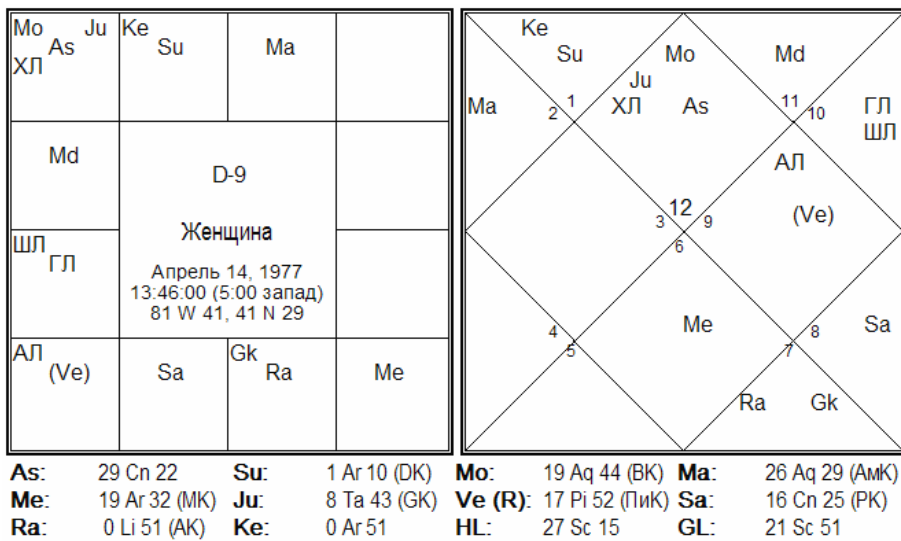 Mo Ju Ke
As Su Ma
ХЛ
Md
D-9
Женщина
Апрель 14, 1977
13:46:00 (5:00 запад)
81 W 41, 41 N 29
ШЛ
ГЛ
АЛ
(Ve) Sa
Gk
Ra Me
Ke
Su Mo Md
Ju
Ma 2 1 ХЛ As 11 10 ГЛ
ШЛ
АЛ
(Ve)
12
3 9
6
4 5 Me 8 Sa
7
Ra Gk
As: 29 Cn 22 Su: 1 Ar 10 (DK) Mo: 19 Aq 44 (BK) Ma: 26 Aq 29 (АмК)
Me: 19 Ar 32 (MK) Ju: 8 Ta 43 (GK) Ve (R): 17 Pi 52 (ПиК) Sa: 16 Cn 25 (PK)
Ra: 0 Li 51 (AK) Ke: 0 Ar 51 HL: 27 Sc 15 GL: 21 Sc 51